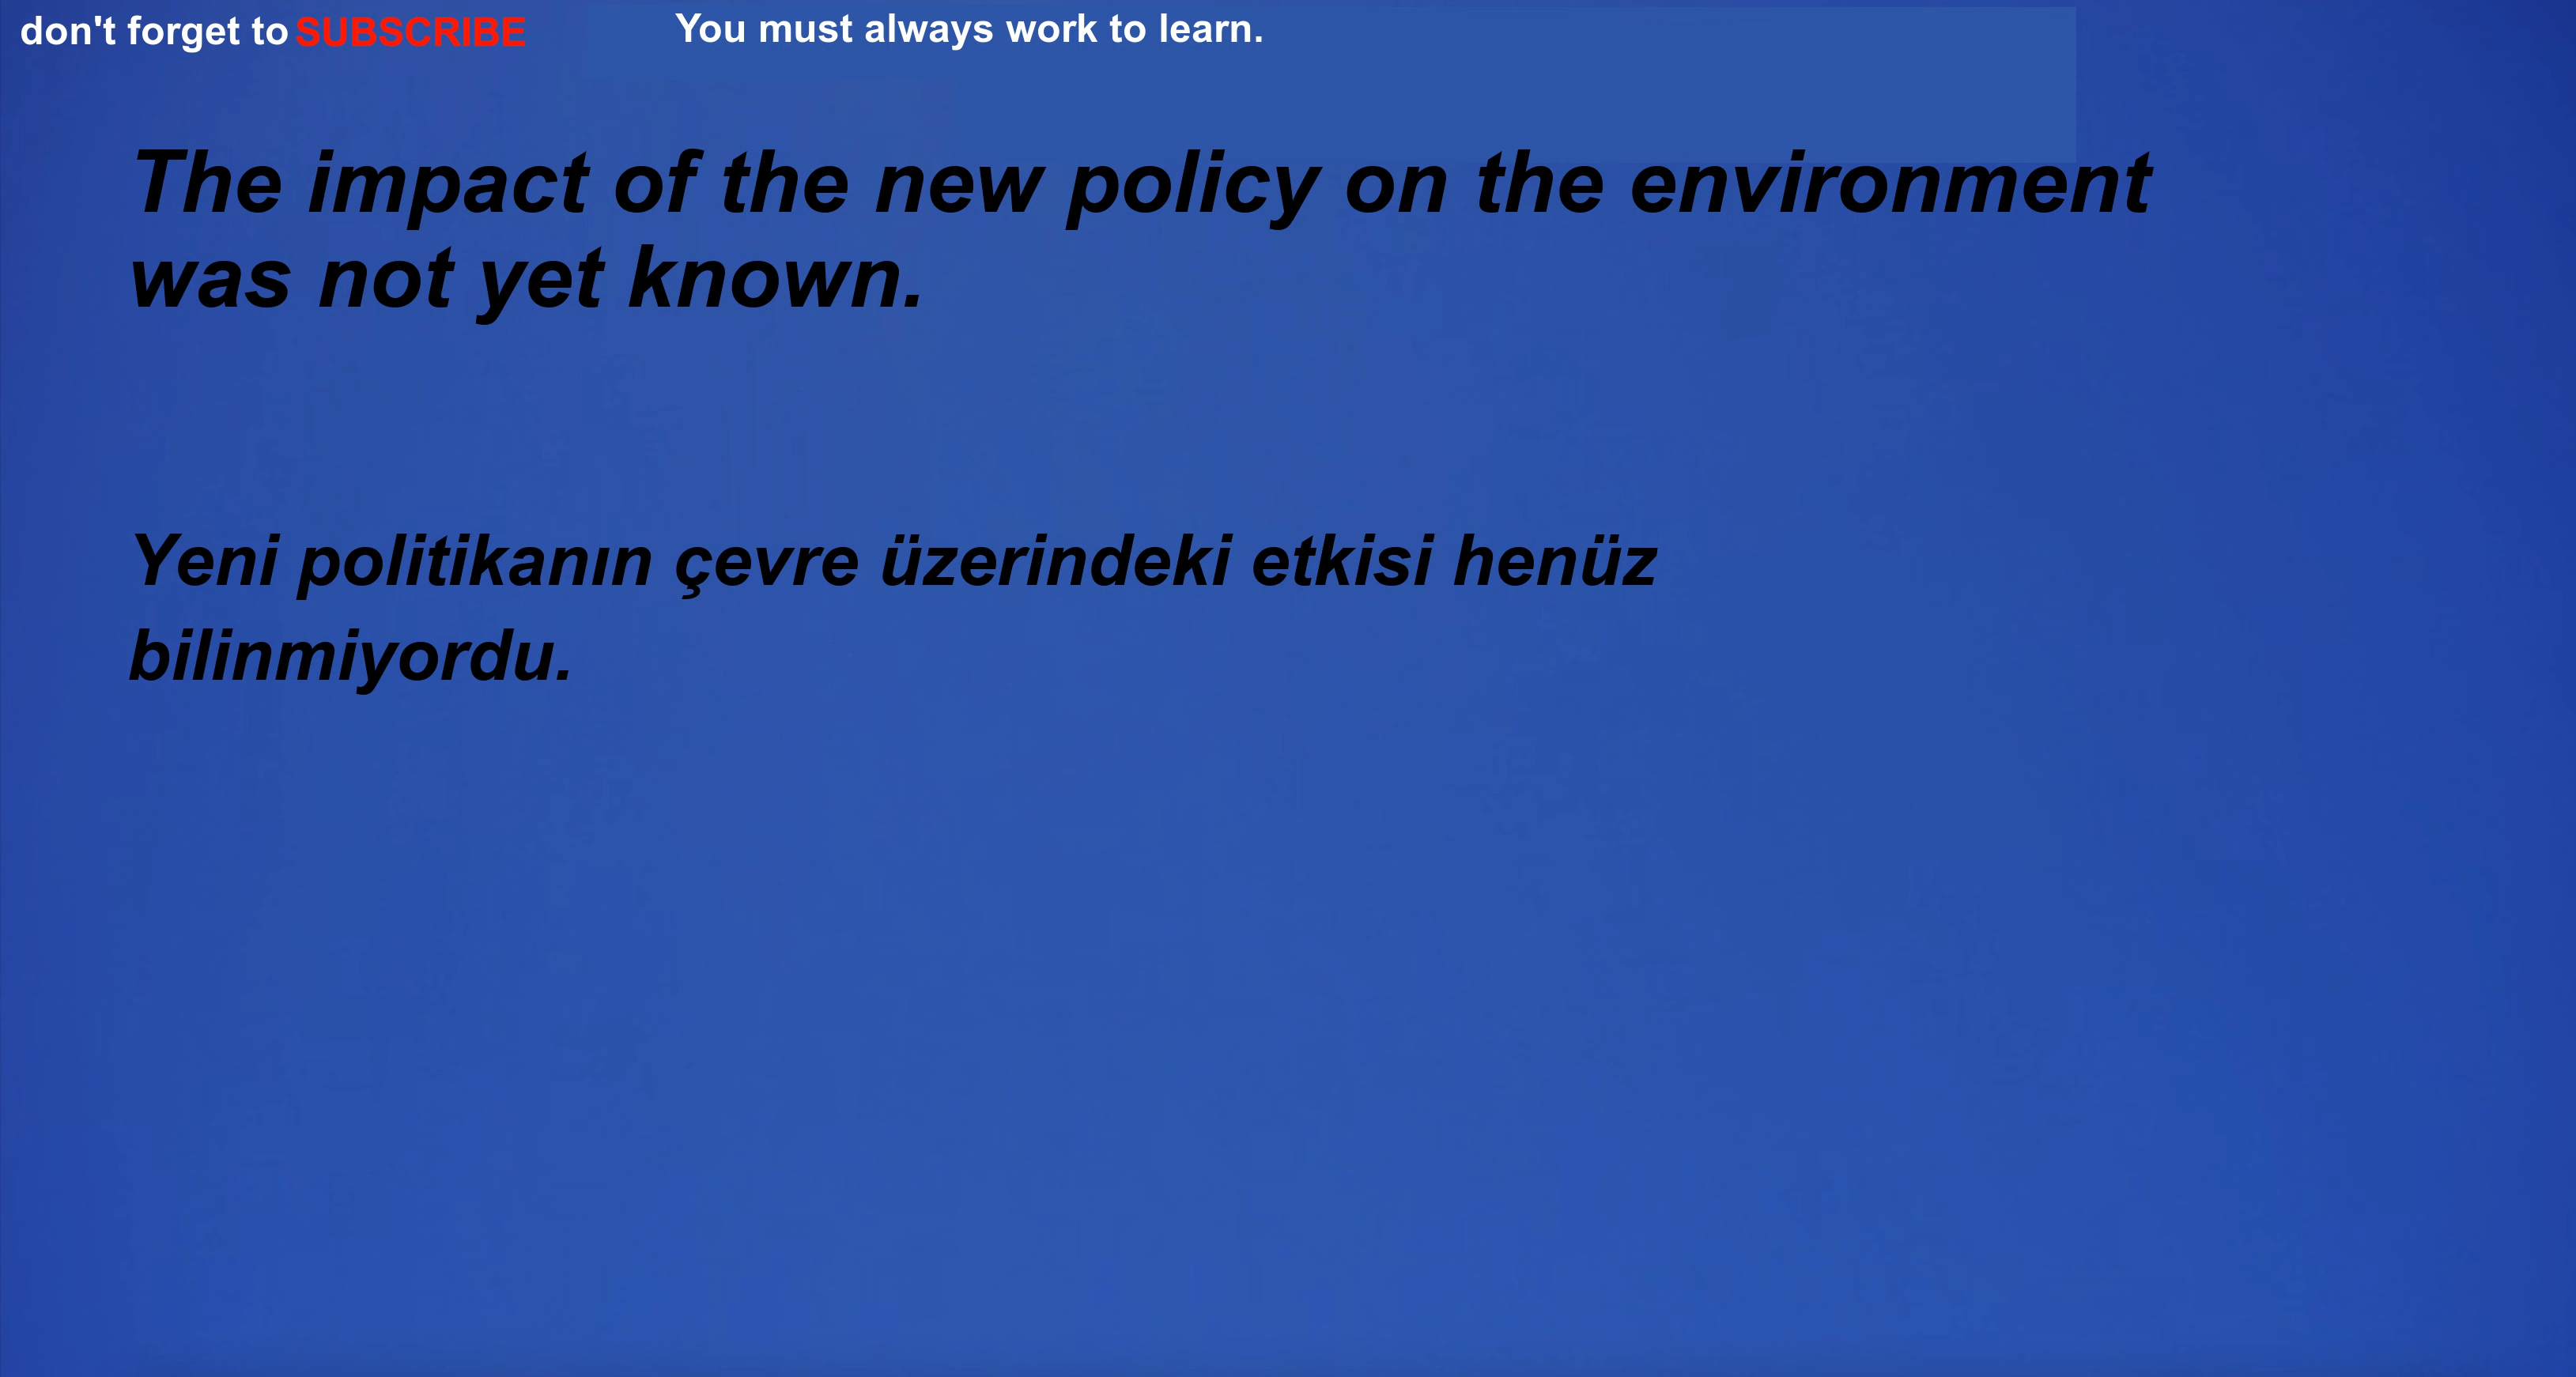 don't forget to SUBSCRIBE
You must always work to learn.
The impact of the new policy on the environment
was not yet known.
Yeni politikanın çevre üzerindeki etkisi henüz
bilinmiyordu.